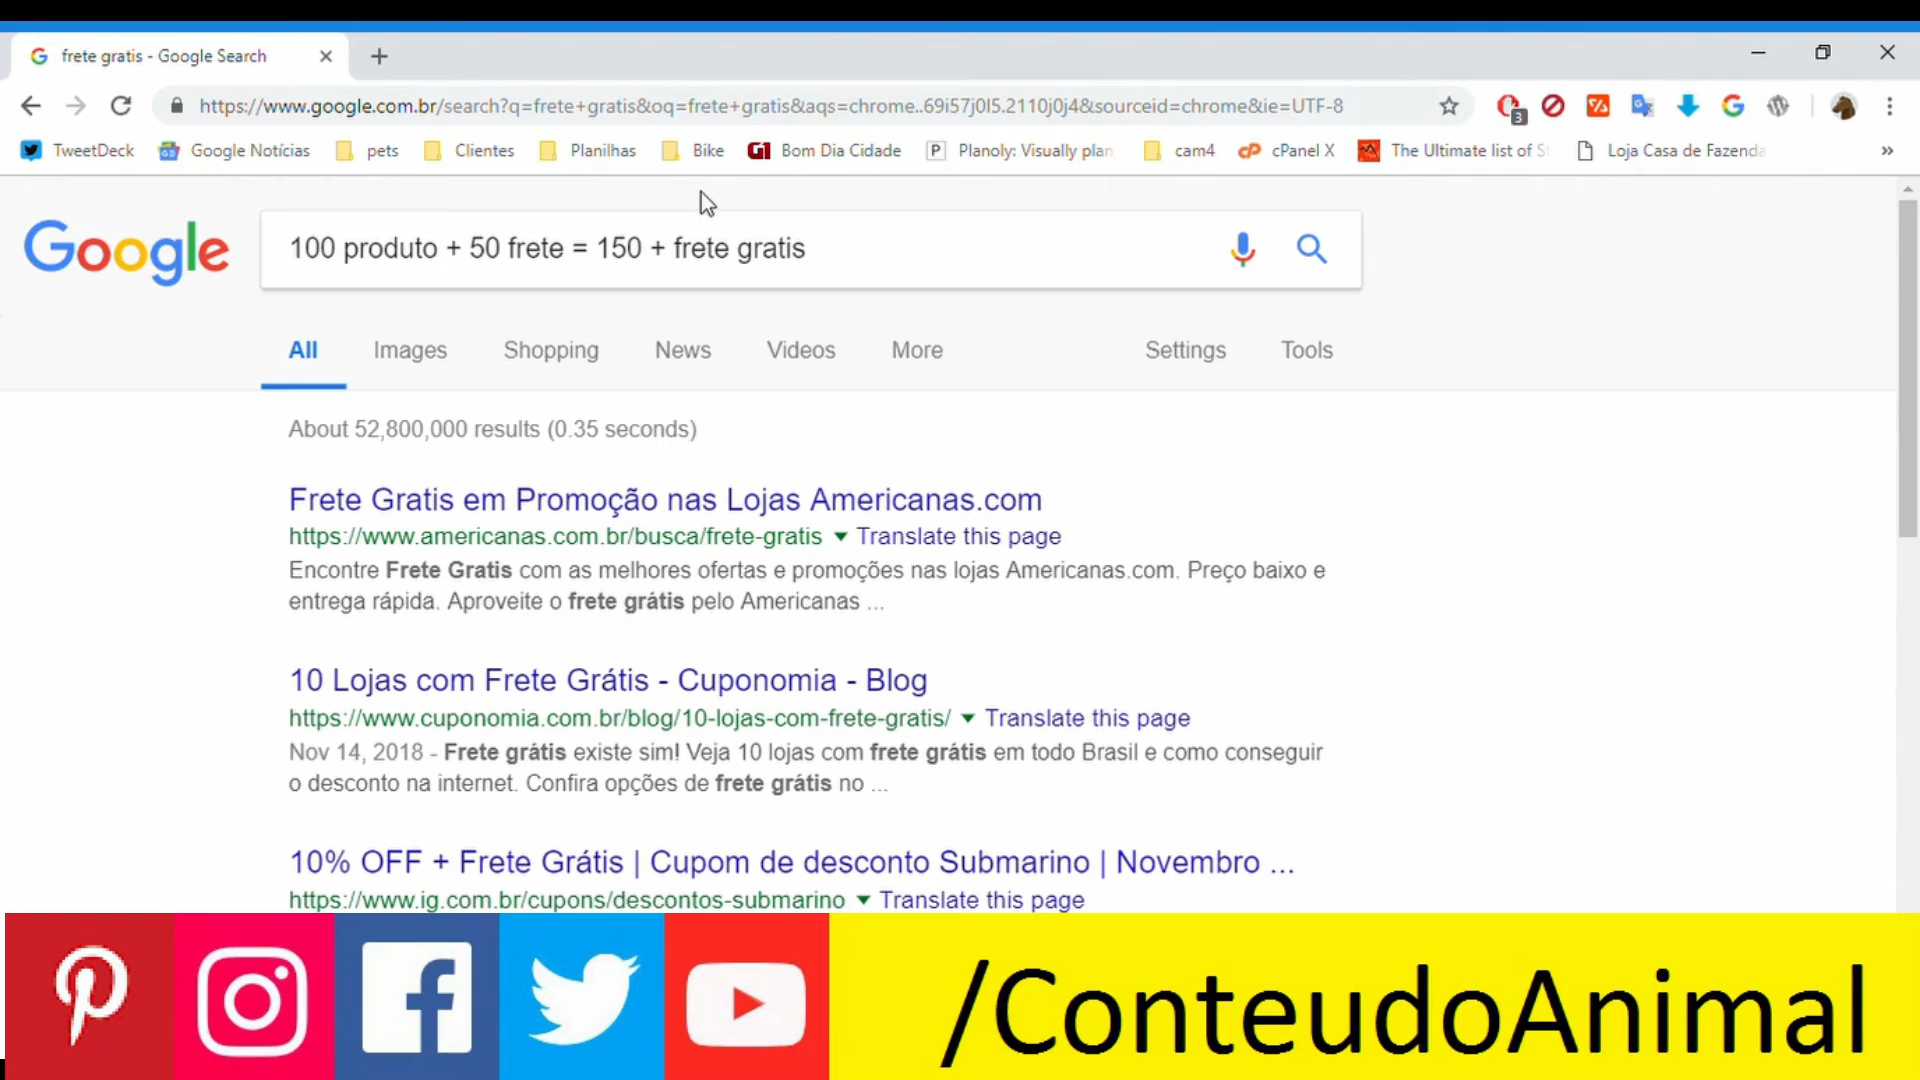 frete gratis - Google Search
https://www.google.com.br/search?q=frete+gratis&oq=frete+gratis&aqs=chrome..69i57j0l5.2110j0j4&sourceid=chrome&ie=UTF-8
3
TweetDeck Google Notícias pets Clientes Planilhas Bike Bom Dia Cidade Planoly: Visually plan cam4 cPanel X The Ultimate list of S Loja Casa de Fazenda »
Google 100 produto + 50 frete = 150 + frete gratis
All Images Shopping News Videos More Settings Tools
About 52,800,000 results (0.35 seconds)
Frete Gratis em Promoção nas Lojas Americanas.com
https://www.americanas.com.br/busca/frete-gratis Translate this page
Encontre Frete Gratis com as melhores ofertas e promoções nas lojas Americanas.com. Preço baixo e
entrega rápida. Aproveite o frete grátis pelo Americanas ...
10 Lojas com Frete Grátis - Cuponomia - Blog
https://www.cuponomia.com.br/blog/10-lojas-com-frete-gratis/ Translate this page
Nov 14, 2018 - Frete grátis existe sim! Veja 10 lojas com frete grátis em todo Brasil e como conseguir
o desconto na internet. Confira opções de frete grátis no ...
10% OFF + Frete Grátis | Cupom de desconto Submarino | Novembro ...
https://www.ig.com.br/cupons/descontos-submarino Translate this page
/ConteudoAnimal